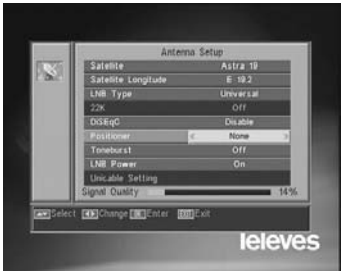 Antenna Setup
Satellite Astra 19
Satellite Longitude E 19.2
LNB Type Universal
22K Off
DiSEqC Disable
Positioner None
Toneburst Off
LNB Power On
Unicable Setting
Signal Quality 14%
Select Change Enter EXIT Exit
televes